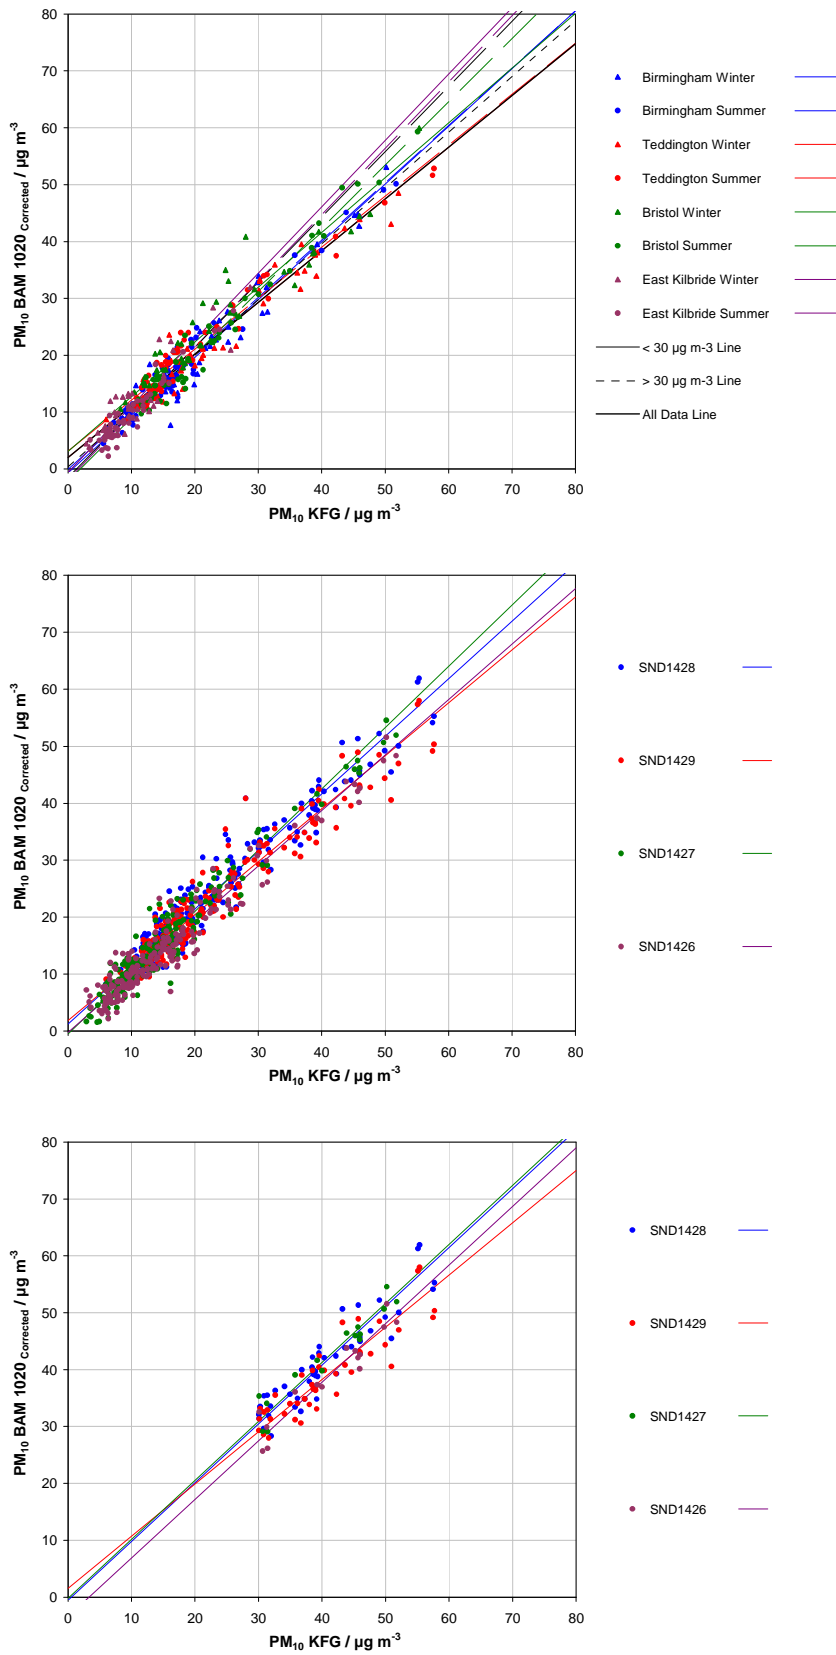 80
70
60
50
40
30
20
10
0
0 10 20 30 40 50 60 70 80
PM₁₀ BAM 1020 Corrected / µg m⁻³
PM₁₀ KFG / µg m⁻³
Birmingham Winter
Birmingham Summer
Teddington Winter
Teddington Summer
Bristol Winter
Bristol Summer
East Kilbride Winter
East Kilbride Summer
< 30 µg m-3 Line
> 30 µg m-3 Line
All Data Line
80
70
60
50
40
30
20
10
0
0 10 20 30 40 50 60 70 80
PM₁₀ BAM 1020 Corrected / µg m⁻³
PM₁₀ KFG / µg m⁻³
SND1428
SND1429
SND1427
SND1426
80
70
60
50
40
30
20
10
0
0 10 20 30 40 50 60 70 80
PM₁₀ BAM 1020 Corrected / µg m⁻³
PM₁₀ KFG / µg m⁻³
SND1428
SND1429
SND1427
SND1426